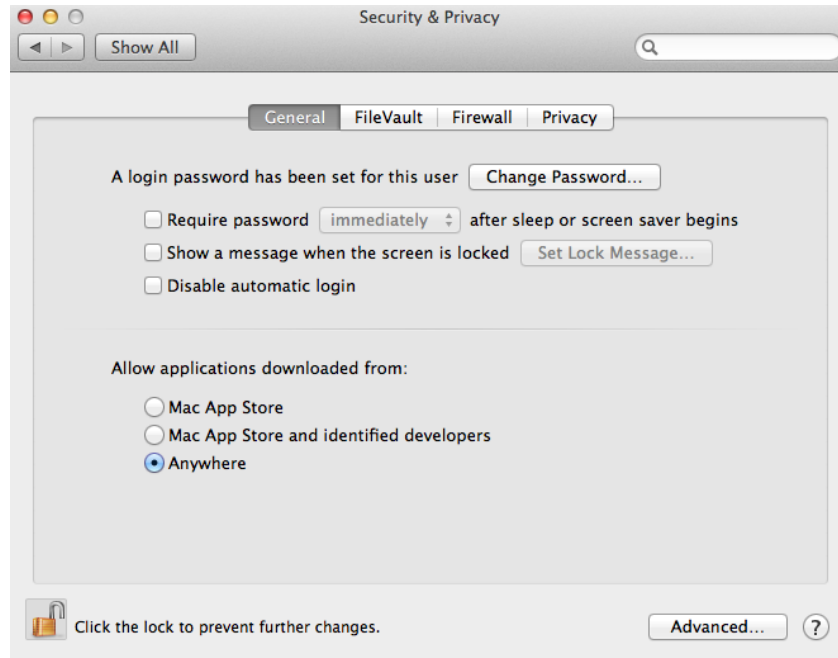 Security & Privacy
Show All
General FileVault Firewall Privacy
A login password has been set for this user Change Password...
Require password immediately after sleep or screen saver begins
Show a message when the screen is locked Set Lock Message...
Disable automatic login
Allow applications downloaded from:
Mac App Store
Mac App Store and identified developers
Anywhere
Click the lock to prevent further changes. Advanced... ?